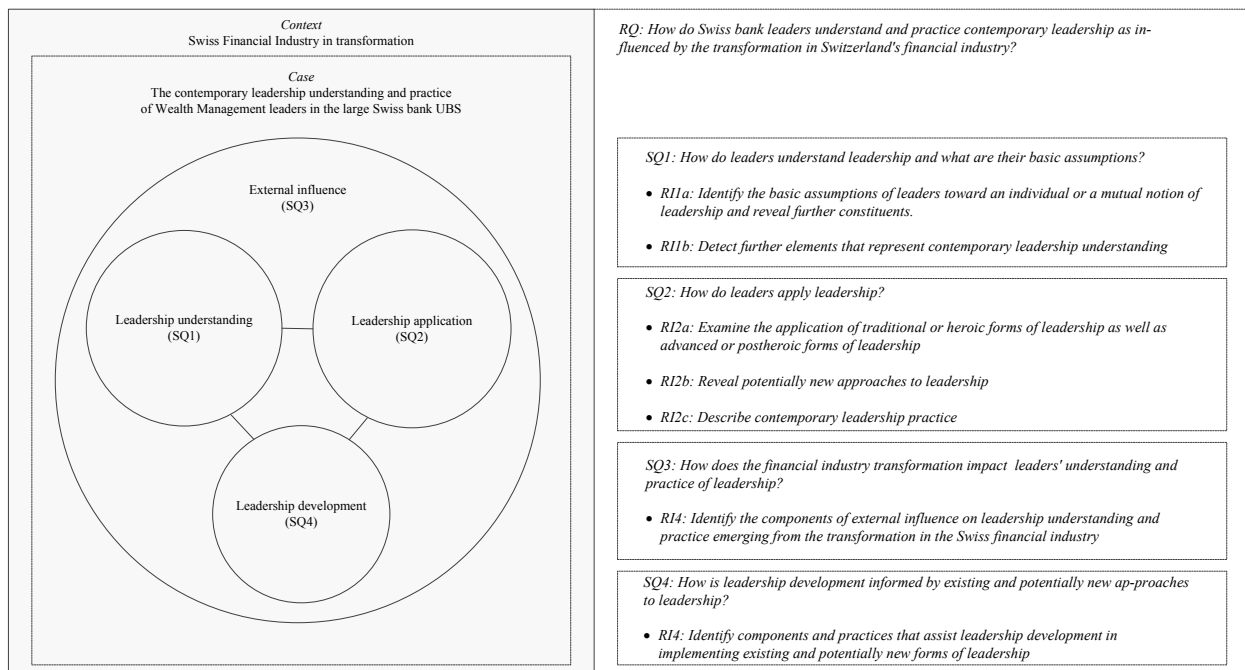 Context
Swiss Financial Industry in transformation
Case
The contemporary leadership understanding and practice
of Wealth Management leaders in the large Swiss bank UBS
External influence
(SQ3)
Leadership understanding
(SQ1)
Leadership application
(SQ2)
Leadership development
(SQ4)
RQ: How do Swiss bank leaders understand and practice contemporary leadership as in-
fluenced by the transformation in Switzerland's financial industry?
SQ1: How do leaders understand leadership and what are their basic assumptions?
• RI1a: Identify the basic assumptions of leaders toward an individual or a mutual notion of
leadership and reveal further constituents.
• RI1b: Detect further elements that represent contemporary leadership understanding
SQ2: How do leaders apply leadership?
• RI2a: Examine the application of traditional or heroic forms of leadership as well as
advanced or postheroic forms of leadership
• RI2b: Reveal potentially new approaches to leadership
• RI2c: Describe contemporary leadership practice
SQ3: How does the financial industry transformation impact leaders' understanding and
practice of leadership?
• RI4: Identify the components of external influence on leadership understanding and
practice emerging from the transformation in the Swiss financial industry
SQ4: How is leadership development informed by existing and potentially new ap-proaches
to leadership?
• RI4: Identify components and practices that assist leadership development in
implementing existing and potentially new forms of leadership